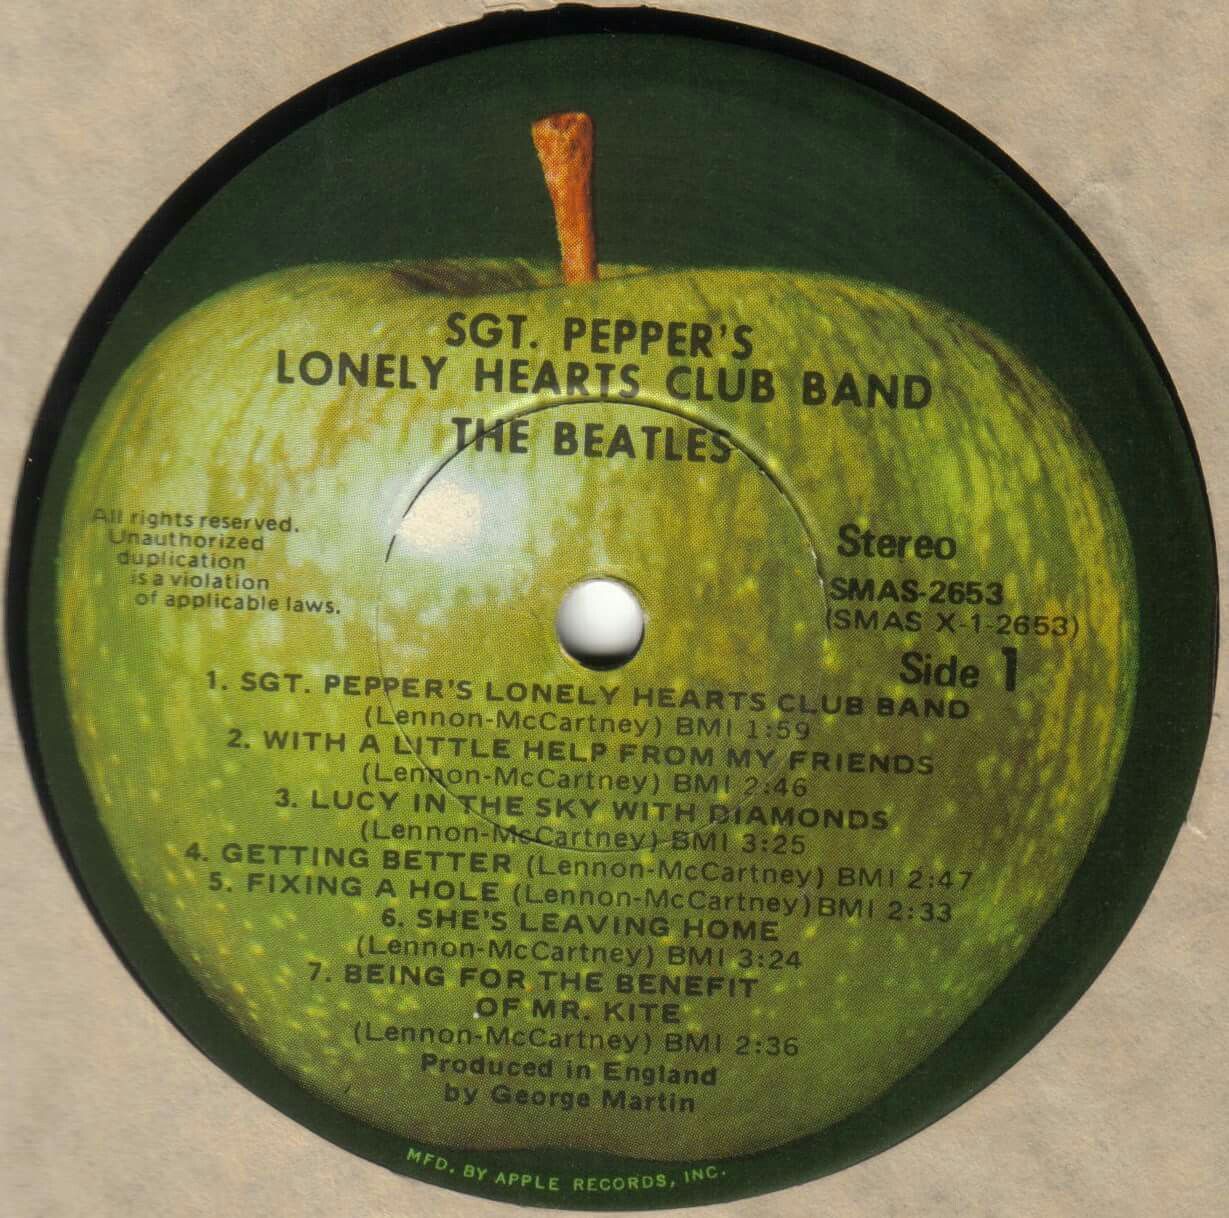 SGT. PEPPER'S
LONELY HEARTS CLUB BAND
THE BEATLES
All rights reserved.
Unauthorized
duplication
is a violation
of applicable laws.
Stereo
SMAS-2653
(SMAS X-1-2653)
Side 1
1. SGT. PEPPER'S LONELY HEARTS CLUB BAND
(Lennon-McCartney) BMI 1:59
2. WITH A LITTLE HELP FROM MY FRIENDS
(Lennon-McCartney) BMI 2:46
3. LUCY IN THE SKY WITH DIAMONDS
(Lennon-McCartney) BMI 3:25
4. GETTING BETTER (Lennon-McCartney) BMI 2:47
5. FIXING A HOLE (Lennon-McCartney) BMI 2:33
6. SHE'S LEAVING HOME
(Lennon-McCartney) BMI 3:24
7. BEING FOR THE BENEFIT
OF MR. KITE
(Lennon-McCartney) BMI 2:36
Produced in England
by George Martin
MFD. BY APPLE RECORDS, INC.